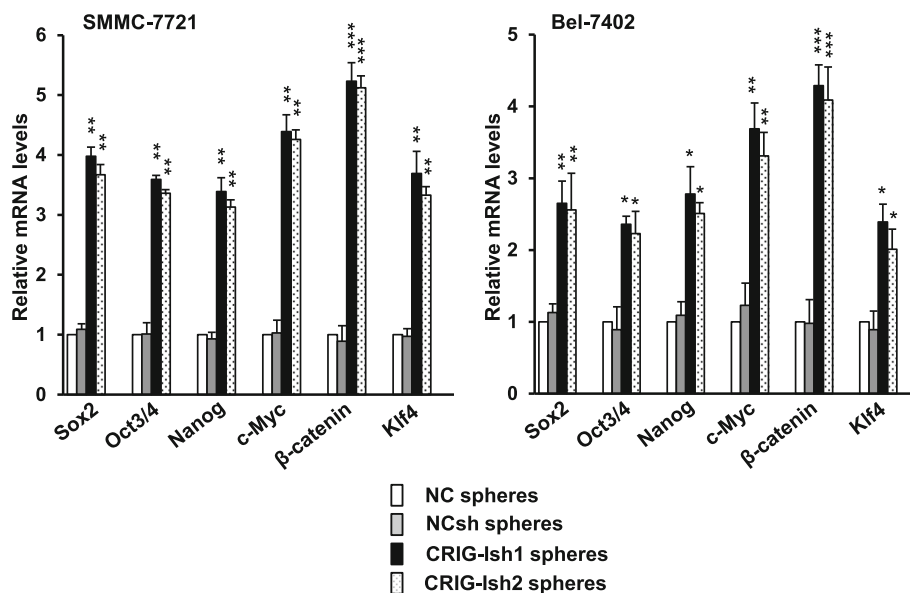 SMMC-7721
Relative mRNA levels
6
5
4
3
2
1
0
** ** ** ** ** ** ** ** *** *** ** **
Sox2 Oct3/4 Nanog c-Myc β-catenin Klf4
Bel-7402
Relative mRNA levels
5
4
3
2
1
0
** ** * * * * ** ** *** *** * *
Sox2 Oct3/4 Nanog c-Myc β-catenin Klf4
NC spheres
NCsh spheres
CRIG-lsh1 spheres
CRIG-lsh2 spheres